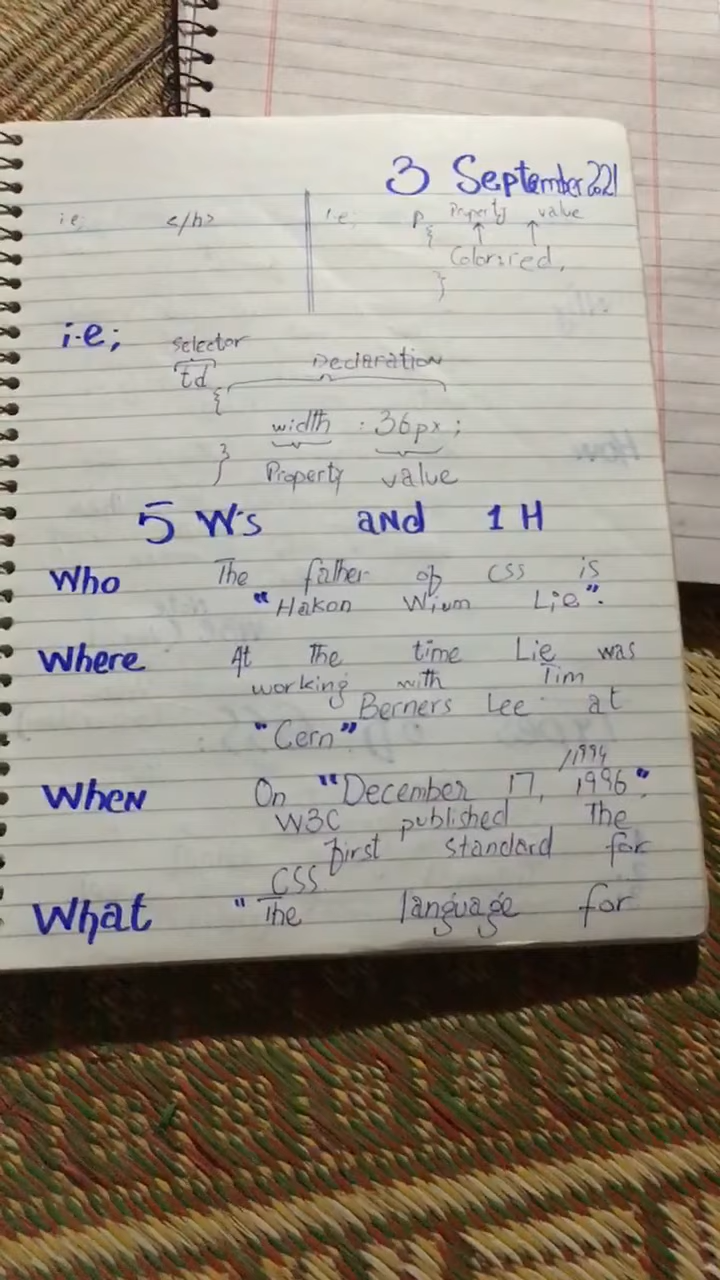 3 September 2021
i.e; </h>
i.e; P Property value
{
Color:red,
}
i.e;
selector
td Declaration
{
width : 36px ;
} Property value
5 W's and 1 H
Who The father of CSS is
"Hakon Wium Lie".
Where At the time Lie was
working with Tim
Berners Lee at
"Cern"
/1994
When On "December 17, 1996".
W3C published the
first standard for
CSS
What "The language for